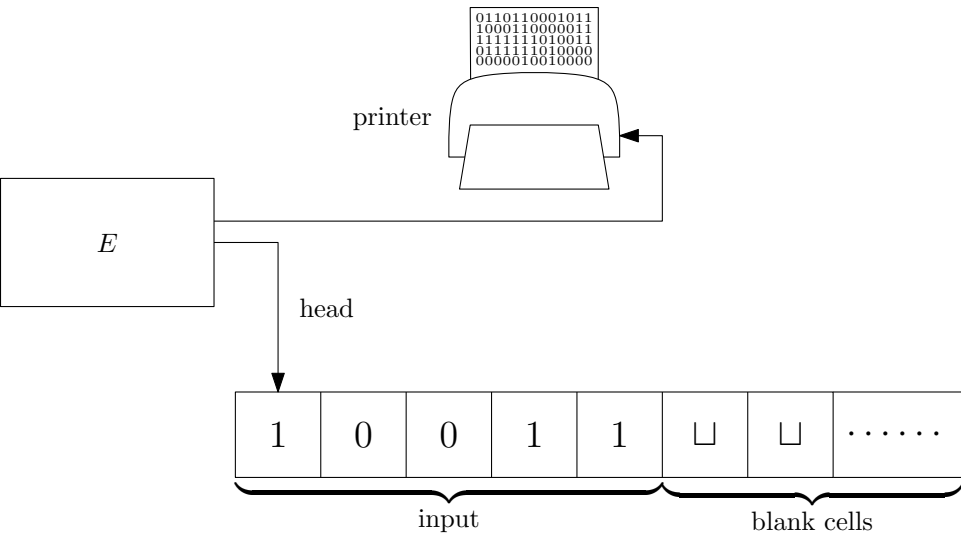 0110110001011
1000110000011
1111111010011
0111111010000
0000010010000
printer
E
head
1 0 0 1 1 ⊔ ⊔ ······
input
blank cells